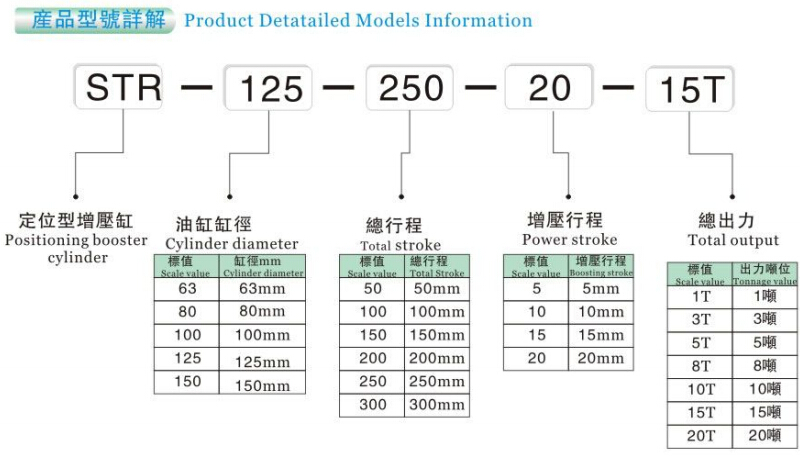 產品型號詳解 Product Detatailed Models Information
STR — 125 — 250 — 20 — 15T
定位型增壓缸
Positioning booster
cylinder
油缸缸徑
Cylinder diameter
標值 缸徑mm
Scale value Cylinder diameter
63 63mm
80 80mm
100 100mm
125 125mm
150 150mm
總行程
Total stroke
標值 總行程
Scale value Total Stroke
50 50mm
100 100mm
150 150mm
200 200mm
250 250mm
300 300mm
增壓行程
Power stroke
標值 增壓行程
Scale value Boosting stroke
5 5mm
10 10mm
15 15mm
20 20mm
總出力
Total output
標值 出力噸位
Scale value Tonnage value
1T 1噸
3T 3噸
5T 5噸
8T 8噸
10T 10噸
15T 15噸
20T 20噸